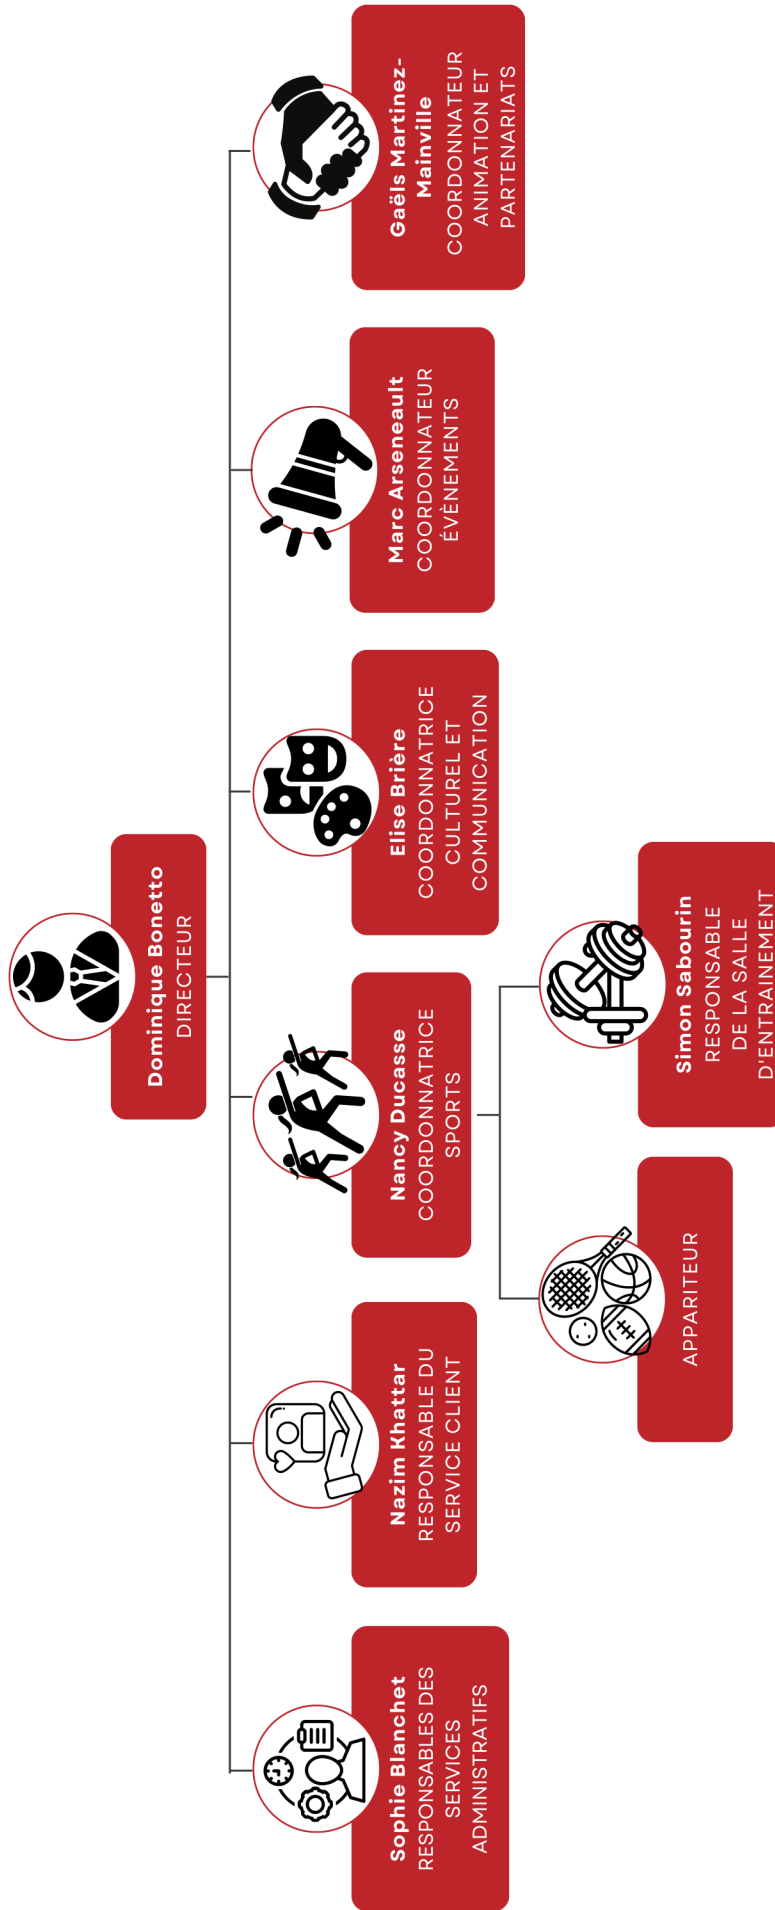 Dominique Bonetto
DIRECTEUR
Sophie Blanchet
RESPONSABLES DES
SERVICES
ADMINISTRATIFS
Nazim Khattar
RESPONSABLE DU
SERVICE CLIENT
Nancy Ducasse
COORDONNATRICE
SPORTS
Elise Brière
COORDONNATRICE
CULTUREL ET
COMMUNICATION
Marc Arseneault
COORDONNATEUR
ÉVÈNEMENTS
Gaëls Martinez-
Mainville
COORDONNATEUR
ANIMATION ET
PARTENARIATS
APPARITEUR
Simon Sabourin
RESPONSABLE
DE LA SALLE
D'ENTRAINEMENT